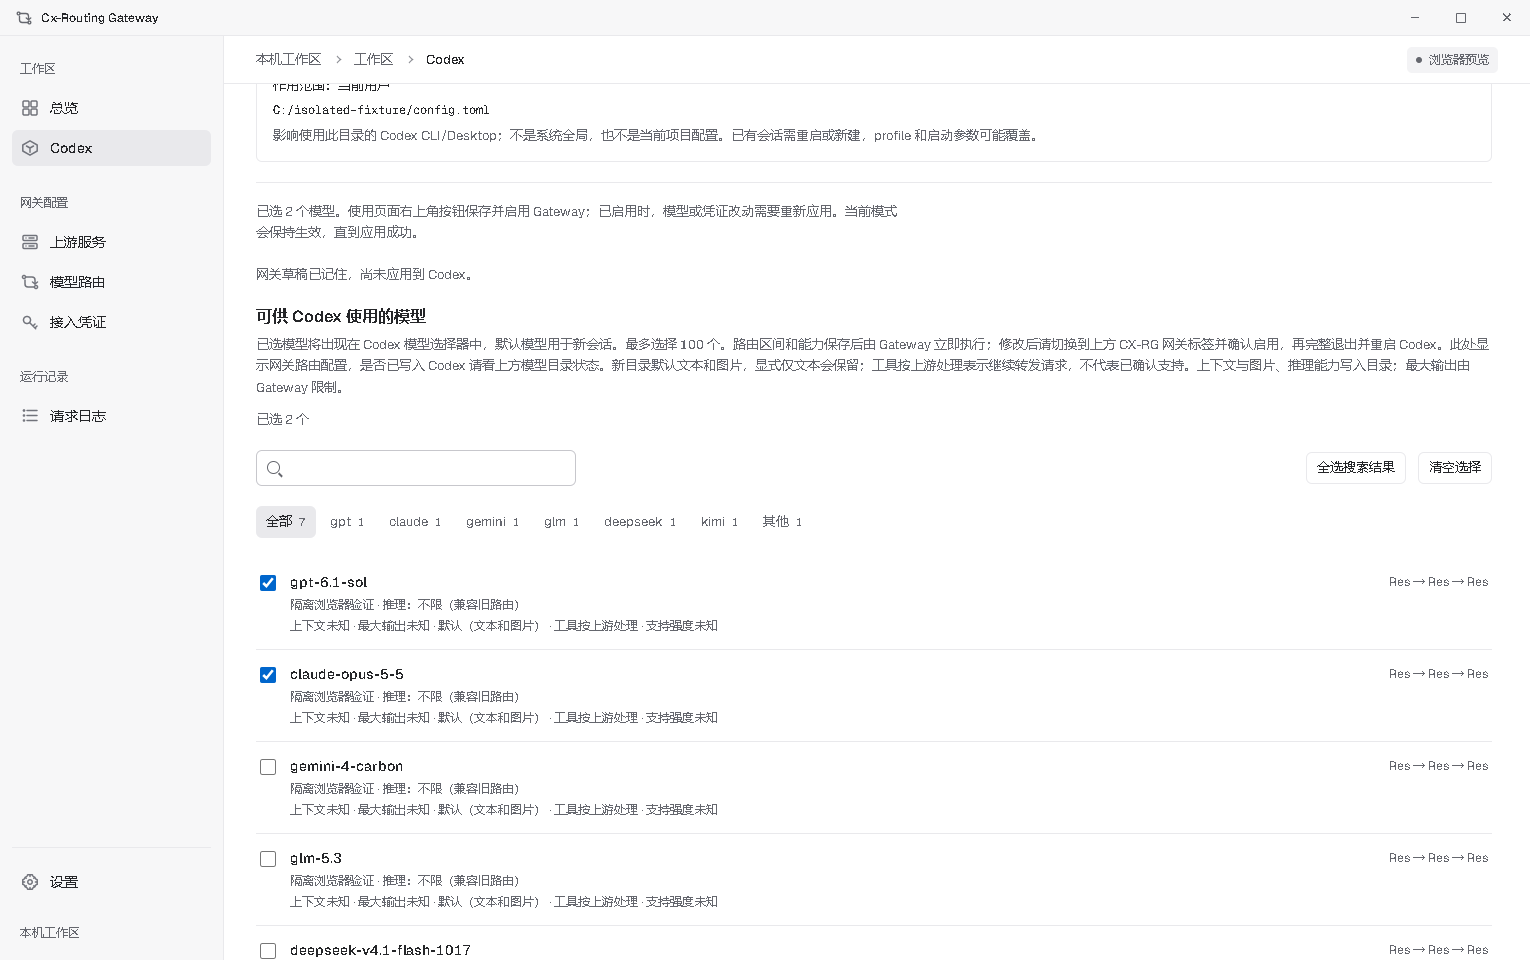 Cx-Routing Gateway
工作区
总览
Codex
网关配置
上游服务
模型路由
接入凭证
运行记录
请求日志
设置
本机工作区
本机工作区 > 工作区 > Codex
浏览器预览
作用范围：当前用户
C:/isolated-fixture/config.toml
影响使用此目录的 Codex CLI/Desktop；不是系统全局，也不是当前项目配置。已有会话需重启或新建，profile 和启动参数可能覆盖。
已选 2 个模型。使用页面右上角按钮保存并启用 Gateway；已启用时，模型或凭证改动需要重新应用。当前模式
会保持生效，直到应用成功。
网关草稿已记住，尚未应用到 Codex。
可供 Codex 使用的模型
已选模型将出现在 Codex 模型选择器中，默认模型用于新会话。最多选择 100 个。路由区间和能力保存后由 Gateway 立即执行；修改后请切换到上方 CX-RG 网关标签并确认启用，再完整退出并重启 Codex。此处显
示网关路由配置，是否已写入 Codex 请看上方模型目录状态。新目录默认文本和图片，显式仅文本会保留；工具按上游处理表示继续转发请求，不代表已确认支持。上下文与图片、推理能力写入目录；最大输出由
Gateway 限制。
已选 2 个
全选搜索结果
清空选择
全部 7 gpt 1 claude 1 gemini 1 glm 1 deepseek 1 kimi 1 其他 1
gpt-6.1-sol
Res→Res→Res
隔离浏览器验证 · 推理：不限（兼容旧路由）
上下文未知 · 最大输出未知 · 默认（文本和图片） · 工具按上游处理 · 支持强度未知
claude-opus-5-5
Res→Res→Res
隔离浏览器验证 · 推理：不限（兼容旧路由）
上下文未知 · 最大输出未知 · 默认（文本和图片） · 工具按上游处理 · 支持强度未知
gemini-4-carbon
Res→Res→Res
隔离浏览器验证 · 推理：不限（兼容旧路由）
上下文未知 · 最大输出未知 · 默认（文本和图片） · 工具按上游处理 · 支持强度未知
glm-5.3
Res→Res→Res
隔离浏览器验证 · 推理：不限（兼容旧路由）
上下文未知 · 最大输出未知 · 默认（文本和图片） · 工具按上游处理 · 支持强度未知
deepseek-v4.1-flash-1017
Res→Res→Res